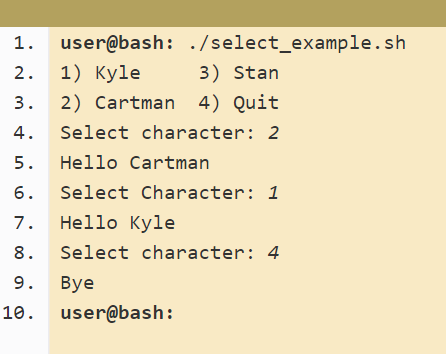 1. user@bash: ./select_example.sh
2. 1) Kyle     3) Stan
3. 2) Cartman  4) Quit
4. Select character: 2
5. Hello Cartman
6. Select Character: 1
7. Hello Kyle
8. Select character: 4
9. Bye
10. user@bash: